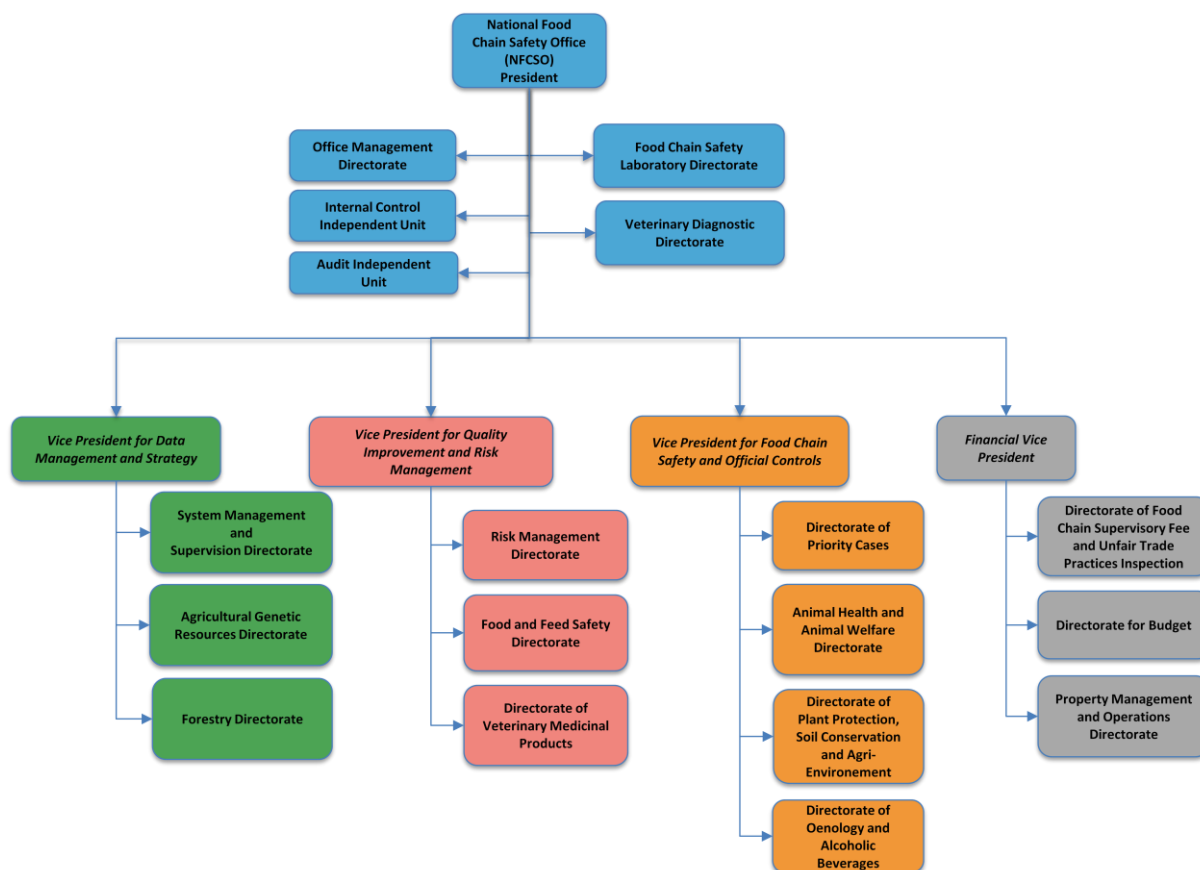 National Food
Chain Safety Office
(NFCSO)
President
Office Management
Directorate
Food Chain Safety
Laboratory Directorate
Internal Control
Independent Unit
Veterinary Diagnostic
Directorate
Audit Independent
Unit
Vice President for Data
Management and Strategy
Vice President for Quality
Improvement and Risk
Management
Vice President for Food Chain
Safety and Official Controls
Financial Vice
President
System Management
and
Supervision Directorate
Agricultural Genetic
Resources Directorate
Forestry Directorate
Risk Management
Directorate
Food and Feed Safety
Directorate
Directorate of
Veterinary Medicinal
Products
Directorate of
Priority Cases
Animal Health and
Animal Welfare
Directorate
Directorate of
Plant Protection,
Soil Conservation
and Agri-
Environement
Directorate of
Oenology and
Alcoholic
Beverages
Directorate of Food
Chain Supervisory Fee
and Unfair Trade
Practices Inspection
Directorate for Budget
Property Management
and Operations
Directorate